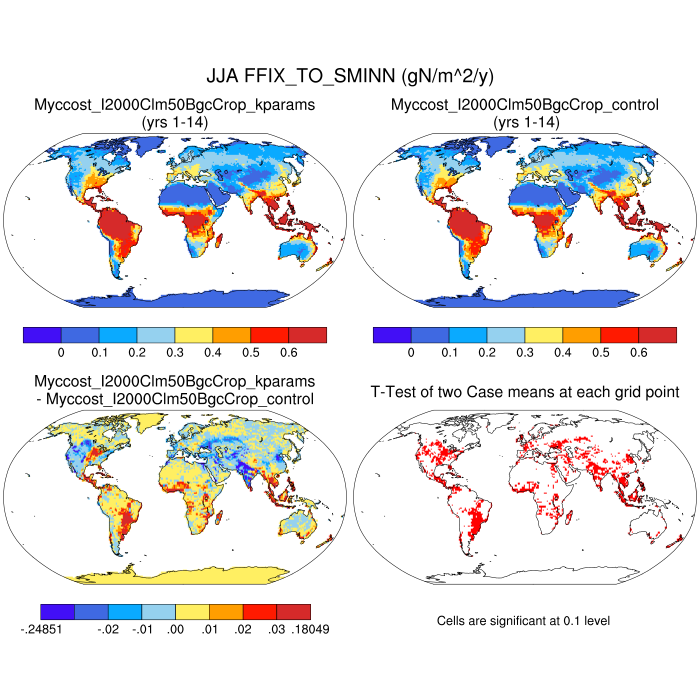 JJA FFIX_TO_SMINN (gN/m^2/y)
Myccost_I2000Clm50BgcCrop_kparams
(yrs 1-14)
Myccost_I2000Clm50BgcCrop_control
(yrs 1-14)
0 0.1 0.2 0.3 0.4 0.5 0.6
0 0.1 0.2 0.3 0.4 0.5 0.6
Myccost_I2000Clm50BgcCrop_kparams
- Myccost_I2000Clm50BgcCrop_control
T-Test of two Case means at each grid point
-.24851 -.02 -.01 .00 .01 .02 .03 .18049
Cells are significant at 0.1 level